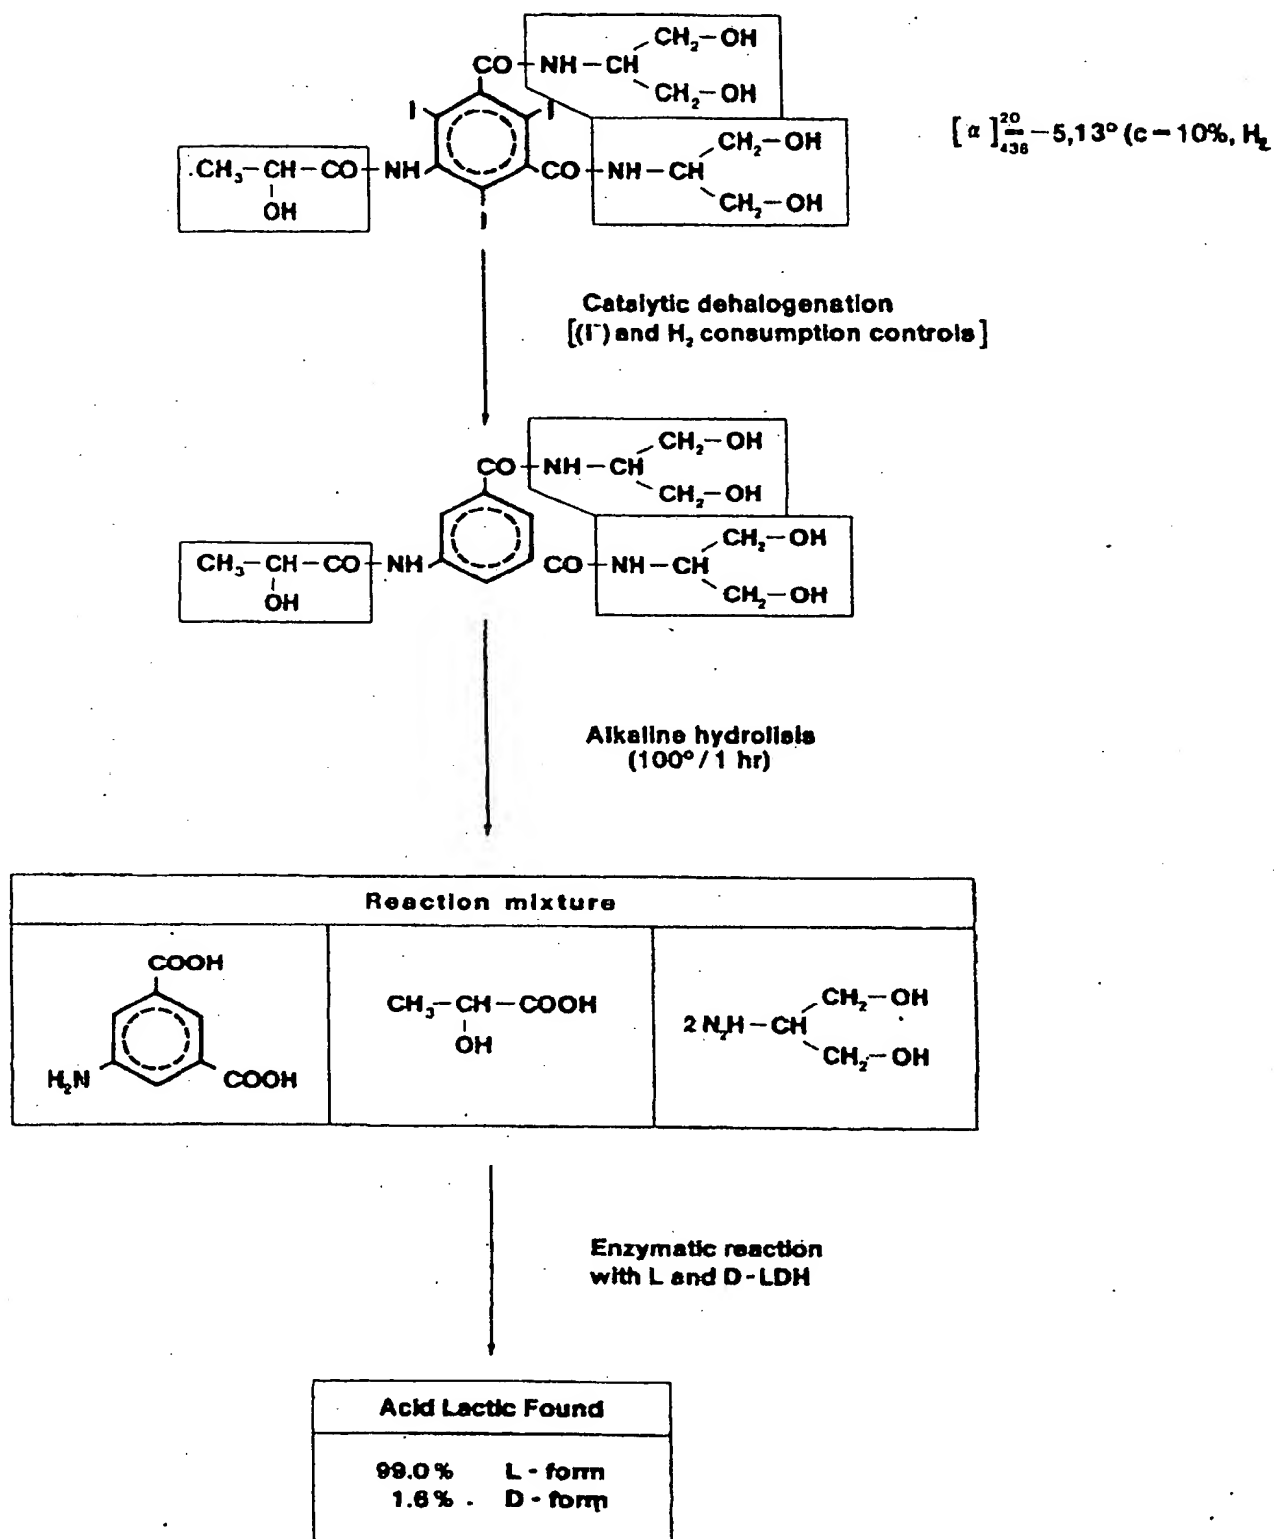 CH₂-OH
CO-NH-CH
CH₂-OH
I I
[α]²⁰₄₃₆ -5,13° (c-10%, H₂
CH₂-OH
CH₃-CH-CO-NH CO-NH-CH
OH CH₂-OH
I
Catalytic dehalogenation
[(I⁻) and H₂ consumption controls]
CH₂-OH
CO-NH-CH
CH₂-OH
CH₂-OH
CH₃-CH-CO-NH CO-NH-CH
OH CH₂-OH
Alkaline hydrolisis
(100°/1 hr)
Reaction mixture
COOH
H₂N COOH
CH₃-CH-COOH
OH
CH₂-OH
2 N₂H-CH
CH₂-OH
Enzymatic reaction
with L and D-LDH
Acid Lactic Found
99.0% L-form
1.6% D-form